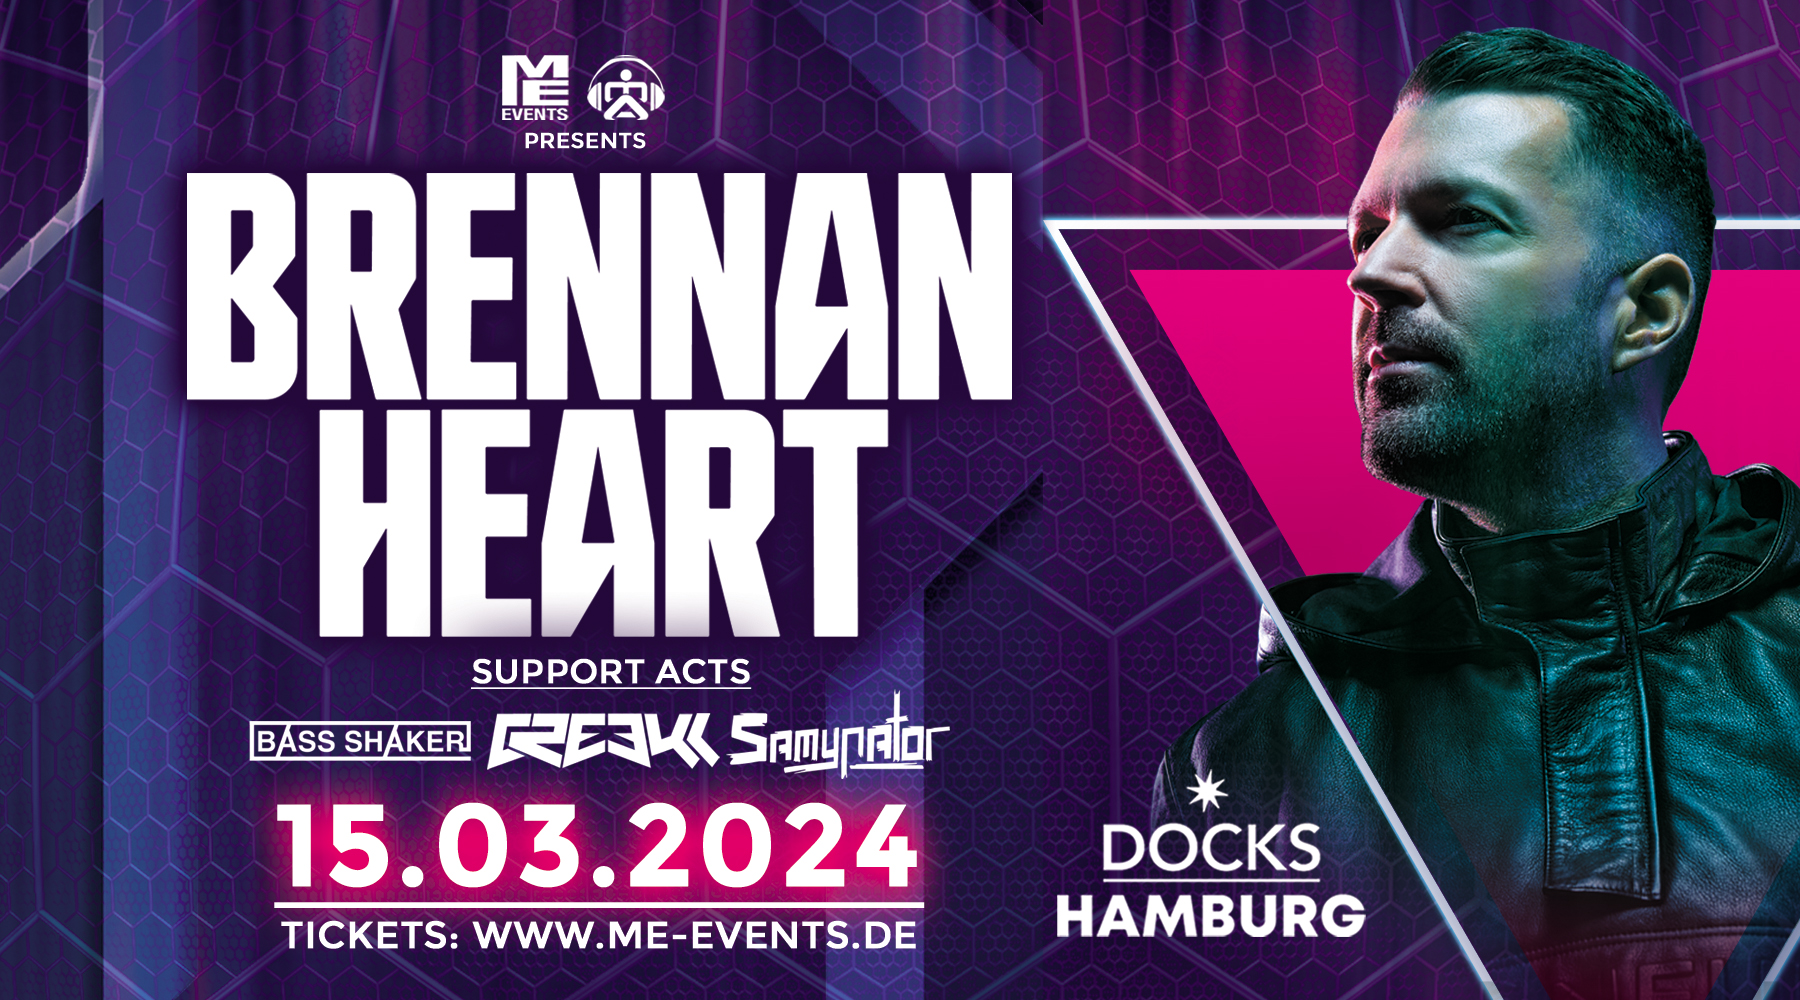 ME
EVENTS
PRESENTS
BRENNAN
HEART
SUPPORT ACTS
BASS SHAKER GREEKK SAMYNATOR
15.03.2024
TICKETS: WWW.ME-EVENTS.DE
DOCKS
HAMBURG